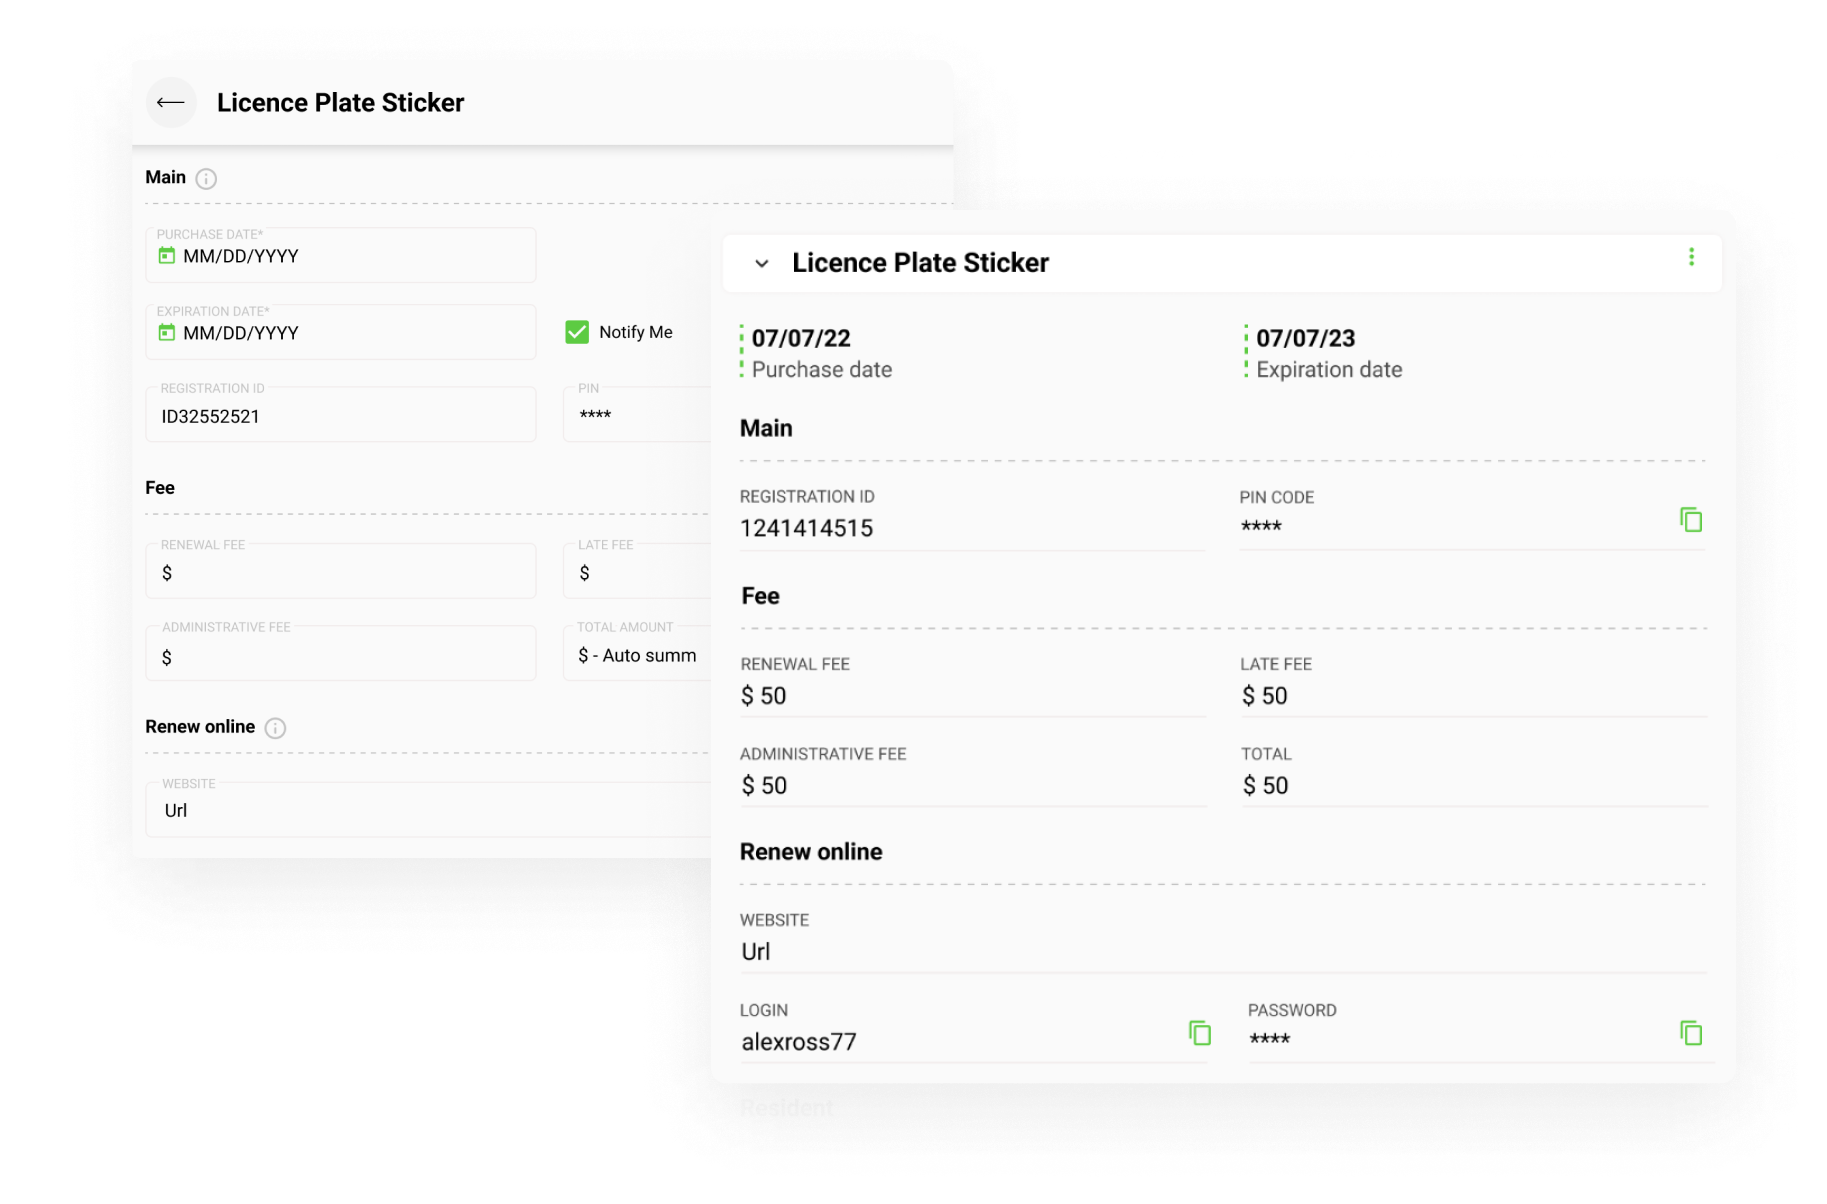 Licence Plate Sticker
Main
PURCHASE DATE*
MM/DD/YYYY
EXPIRATION DATE*
MM/DD/YYYY
Notify Me
REGISTRATION ID
ID32552521
PIN
****
Fee
RENEWAL FEE
$
LATE FEE
$
ADMINISTRATIVE FEE
$
TOTAL AMOUNT
$ - Auto summ
Renew online
WEBSITE
Url
Licence Plate Sticker
07/07/22
Purchase date
07/07/23
Expiration date
Main
REGISTRATION ID
1241414515
PIN CODE
****
Fee
RENEWAL FEE
$ 50
LATE FEE
$ 50
ADMINISTRATIVE FEE
$ 50
TOTAL
$ 50
Renew online
WEBSITE
Url
LOGIN
alexross77
PASSWORD
****
Resident